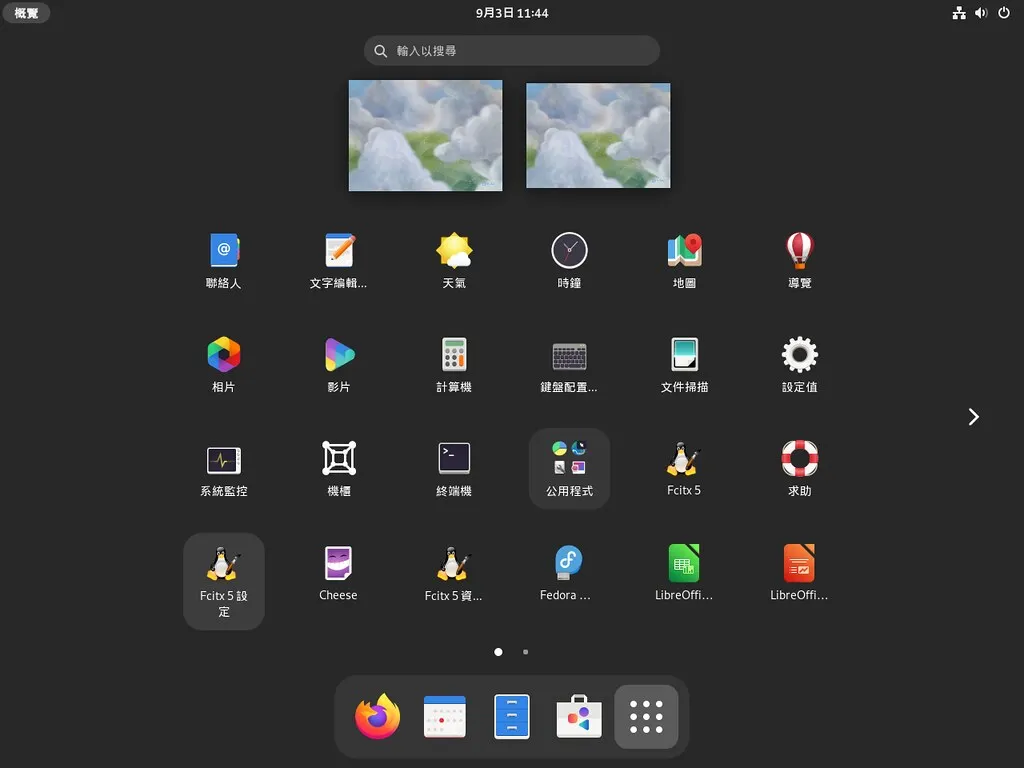 概覽
9月3日 11:44
輸入以搜尋
聯絡人
文字編輯...
天氣
時鐘
地圖
導覽
相片
影片
計算機
鍵盤配置...
文件掃描
設定值
系統監控
機櫃
終端機
公用程式
Fcitx 5
求助
Fcitx 5 設
定
Cheese
Fcitx 5 資...
Fedora ...
LibreOffi...
LibreOffi...